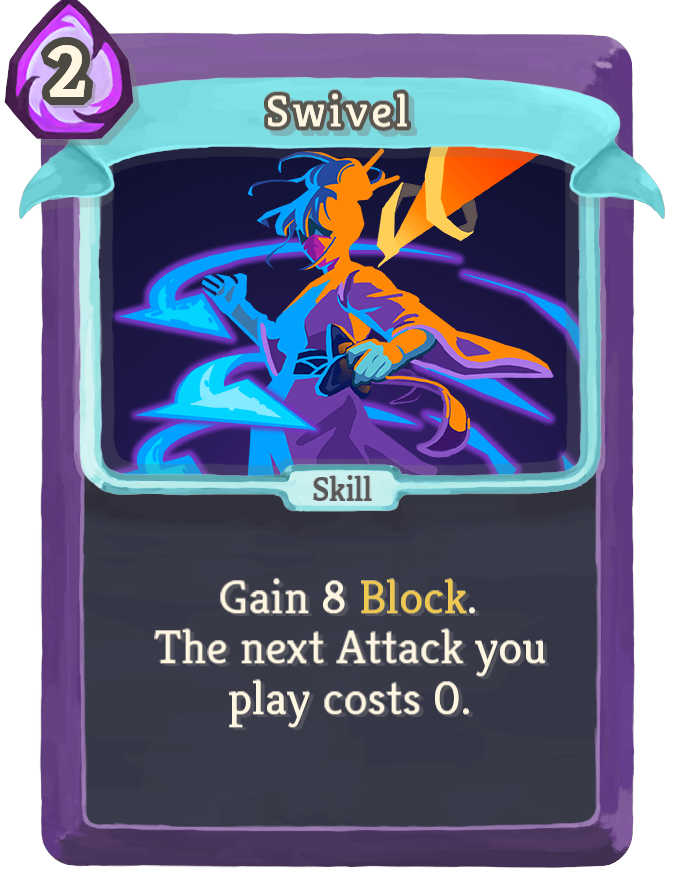 2
Swivel
Skill
Gain 8 Block.
The next Attack you
play costs 0.